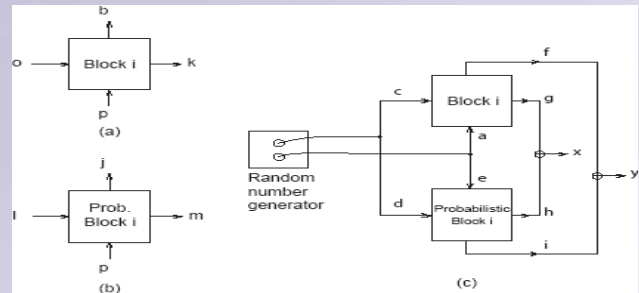 b
o
Block i
k
p
(a)
j
l
Prob.
Block i
m
p
(b)
f
c
Block i
g
a
x
Random
number
generator
e
y
d
Probabilistic
Block i
h
i
(c)